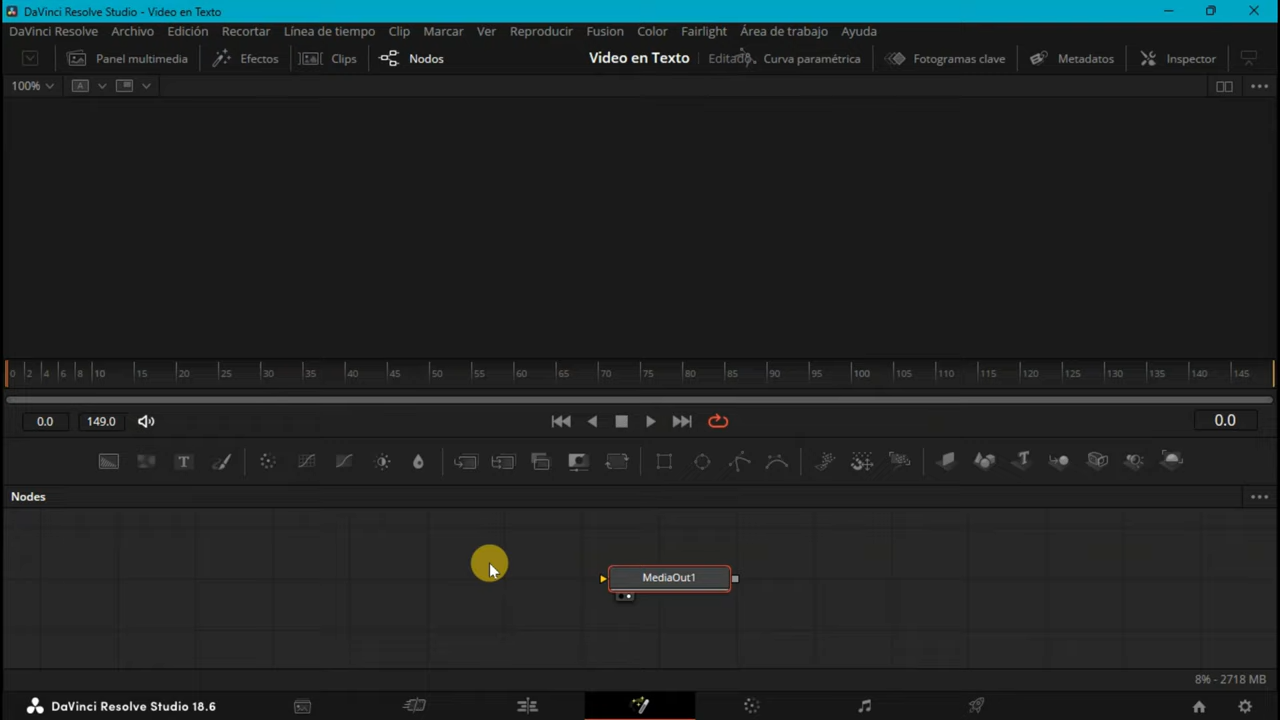 DaVinci Resolve Studio - Video en Texto
DaVinci Resolve Archivo Edición Recortar Línea de tiempo Clip Marcar Ver Reproducir Fusion Color Fairlight Área de trabajo Ayuda
Panel multimedia Efectos Clips Nodos Video en Texto Editado Curva paramétrica Fotogramas clave Metadatos Inspector
100% A
0 2 4 6 8 10 15 20 25 30 35 40 45 50 55 60 65 70 75 80 85 90 95 100 105 110 115 120 125 130 135 140 145
0.0 149.0 0.0
T T
Nodes
MediaOut1
8% - 2718 MB
DaVinci Resolve Studio 18.6